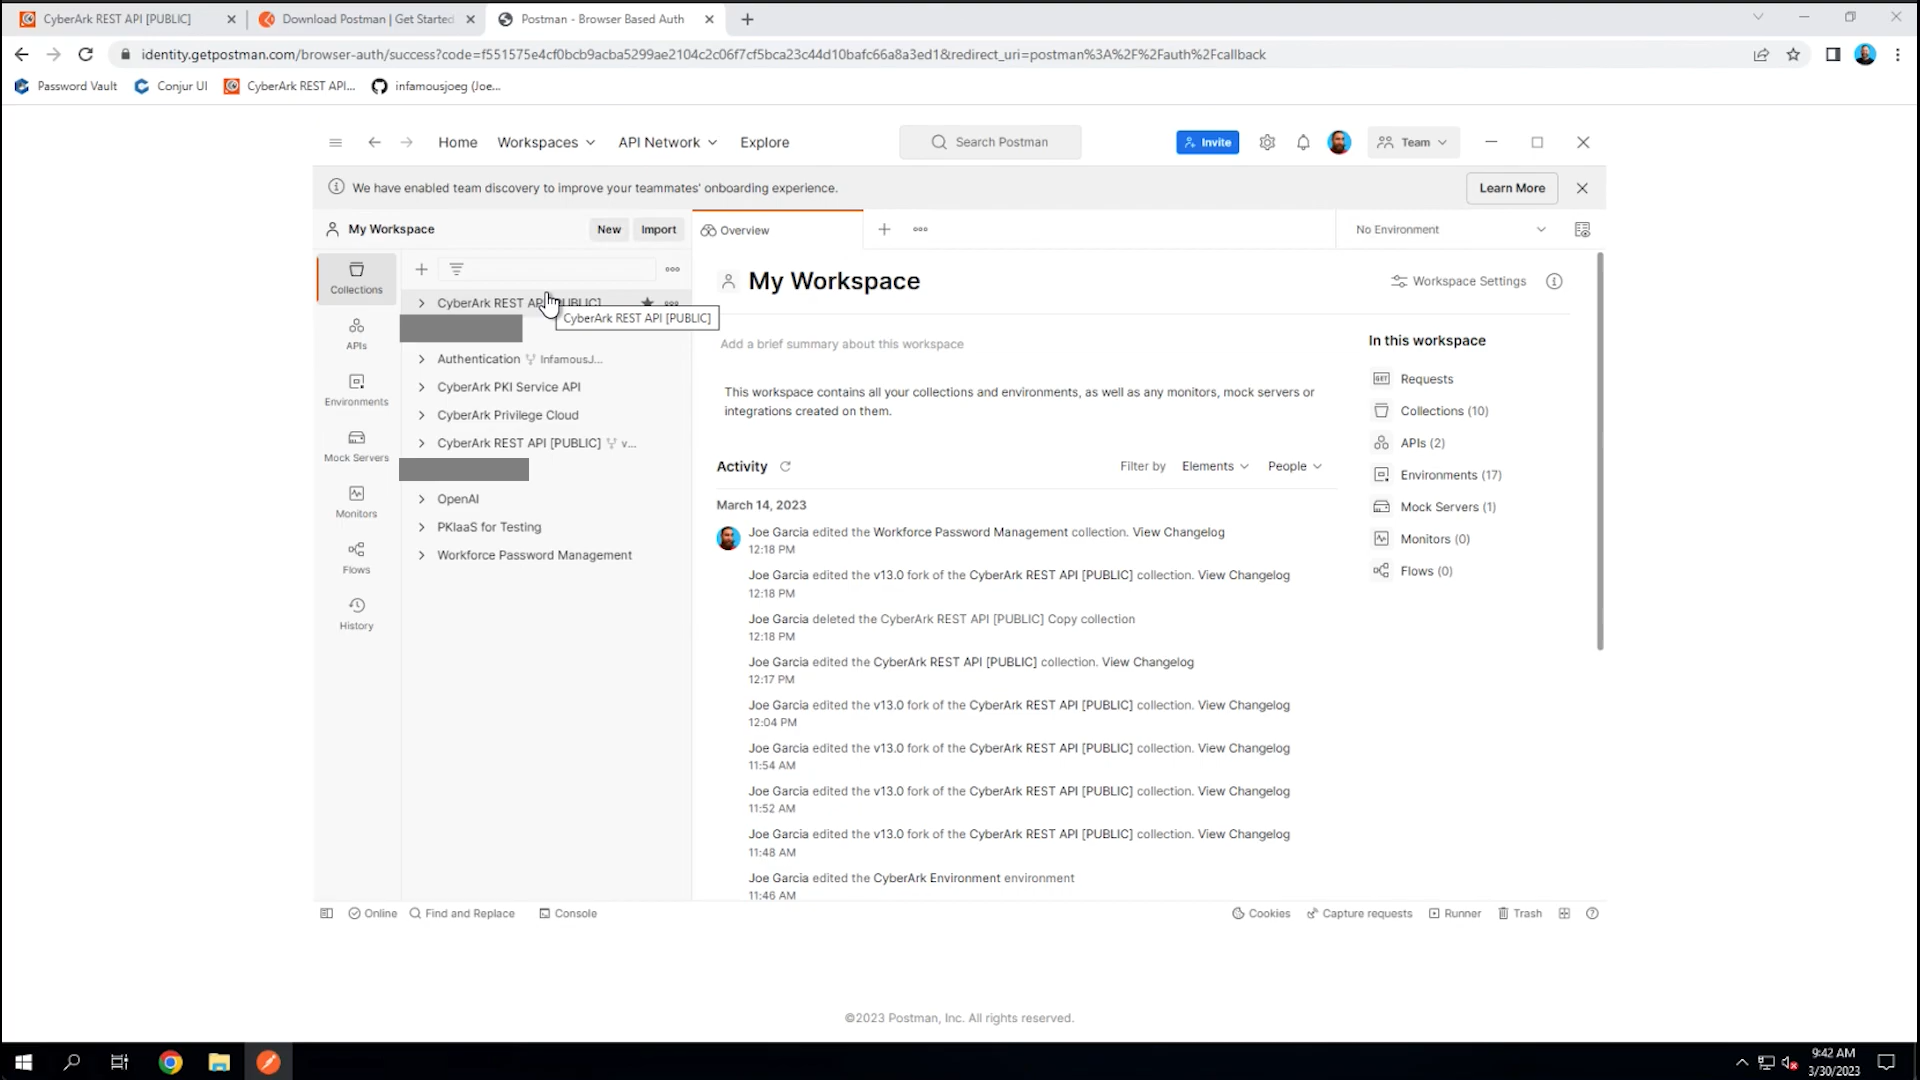 CyberArk REST API [PUBLIC]
Download Postman | Get Started
Postman - Browser Based Auth
identity.getpostman.com/browser-auth/success?code=f551575e4cf0bcb9acba5299ae2104c2c06f7cf5bca23c44d10bafc66a8a3ed1&redirect_uri=postman%3A%2F%2Fauth%2Fcallback
Password Vault
Conjur UI
CyberArk REST API...
infamousjoeg (Joe...
Home
Workspaces
API Network
Explore
Search Postman
Invite
Team
We have enabled team discovery to improve your teammates' onboarding experience.
Learn More
My Workspace
New
Import
Overview
No Environment
Collections
APIs
Environments
Mock Servers
Monitors
Flows
History
CyberArk REST API [PUBLIC]
CyberArk REST API [PUBLIC]
Authentication InfamousJ...
CyberArk PKI Service API
CyberArk Privilege Cloud
CyberArk REST API [PUBLIC] v...
OpenAI
PKIaaS for Testing
Workforce Password Management
My Workspace
Workspace Settings
Add a brief summary about this workspace
This workspace contains all your collections and environments, as well as any monitors, mock servers or
integrations created on them.
Activity
Filter by
Elements
People
March 14, 2023
Joe Garcia edited the Workforce Password Management collection. View Changelog
12:18 PM
Joe Garcia edited the v13.0 fork of the CyberArk REST API [PUBLIC] collection. View Changelog
12:18 PM
Joe Garcia deleted the CyberArk REST API [PUBLIC] Copy collection
12:18 PM
Joe Garcia edited the CyberArk REST API [PUBLIC] collection. View Changelog
12:17 PM
Joe Garcia edited the v13.0 fork of the CyberArk REST API [PUBLIC] collection. View Changelog
12:04 PM
Joe Garcia edited the v13.0 fork of the CyberArk REST API [PUBLIC] collection. View Changelog
11:54 AM
Joe Garcia edited the v13.0 fork of the CyberArk REST API [PUBLIC] collection. View Changelog
11:52 AM
Joe Garcia edited the v13.0 fork of the CyberArk REST API [PUBLIC] collection. View Changelog
11:48 AM
Joe Garcia edited the CyberArk Environment environment
11:46 AM
In this workspace
GET Requests
Collections (10)
APIs (2)
Environments (17)
Mock Servers (1)
Monitors (0)
Flows (0)
Online
Find and Replace
Console
Cookies
Capture requests
Runner
Trash
©2023 Postman, Inc. All rights reserved.
9:42 AM
3/30/2023